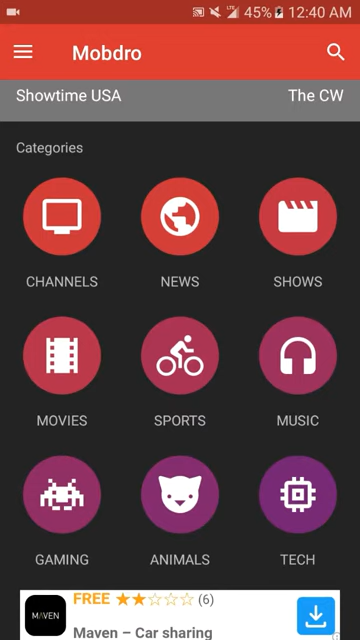 LTE 45% 12:40 AM
Mobdro
Showtime USA The CW
Categories
CHANNELS NEWS SHOWS
MOVIES SPORTS MUSIC
GAMING ANIMALS TECH
FREE (6)
MAVEN
Maven – Car sharing